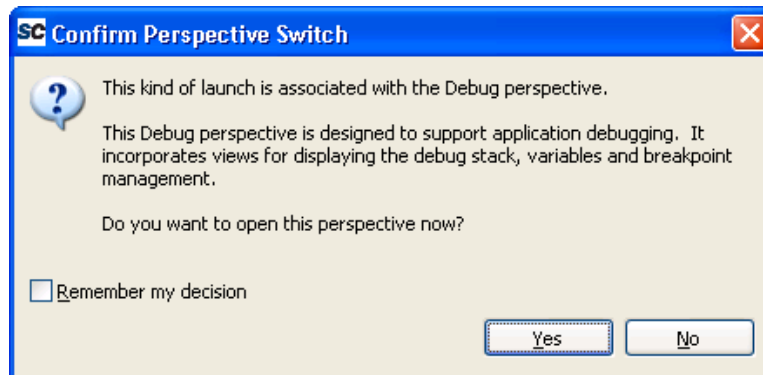 SC Confirm Perspective Switch
This kind of launch is associated with the Debug perspective.
This Debug perspective is designed to support application debugging. It
incorporates views for displaying the debug stack, variables and breakpoint
management.
Do you want to open this perspective now?
Remember my decision
Yes No